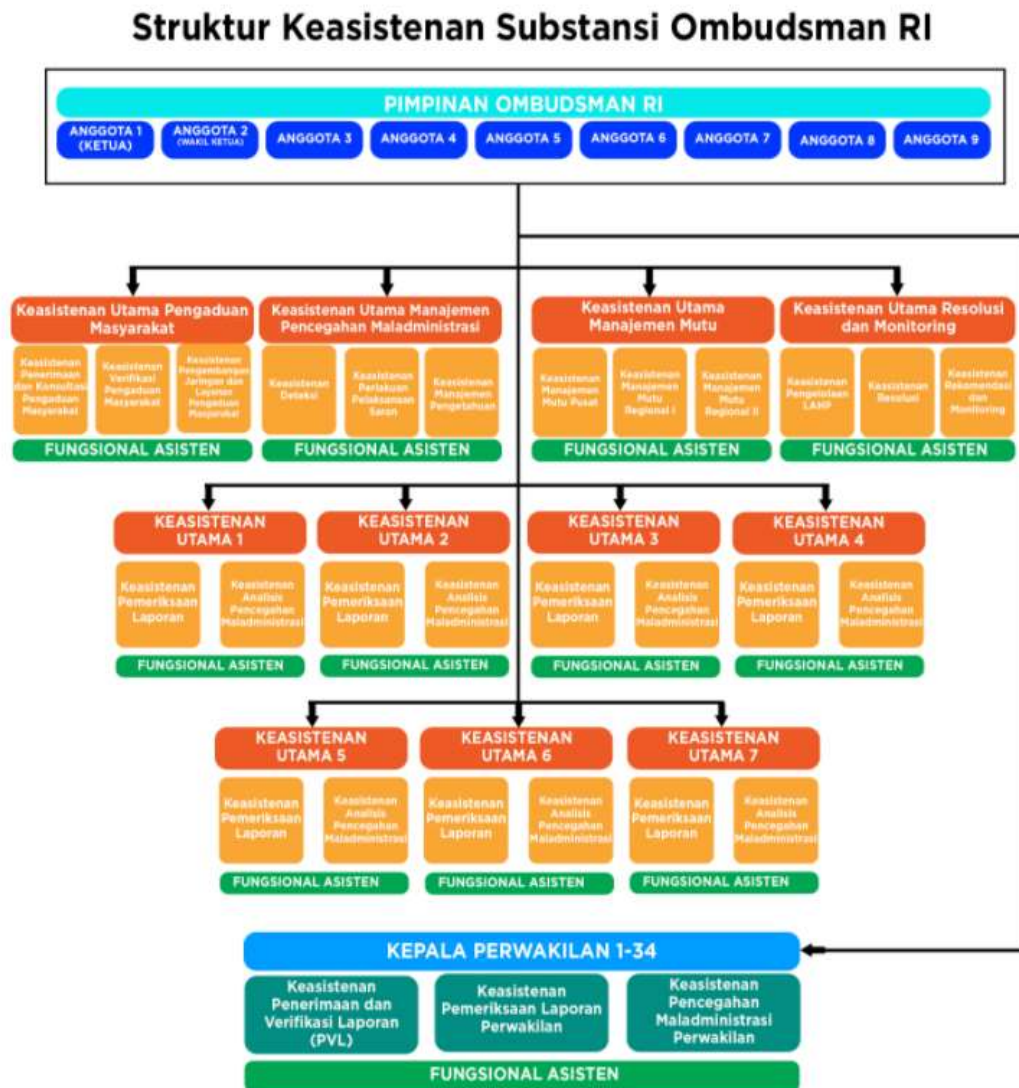 Struktur Keasistenan Substansi Ombudsman RI
PIMPINAN OMBUDSMAN RI
ANGGOTA 1
(KETUA)
ANGGOTA 2
(WAKIL KETUA)
ANGGOTA 3
ANGGOTA 4
ANGGOTA 5
ANGGOTA 6
ANGGOTA 7
ANGGOTA 8
ANGGOTA 9
Keasistenan Utama Pengaduan
Masyarakat
Keasistenan
Penerimaan
dan Konsultasi
Pengaduan
Masyarakat
Keasistenan
Verifikasi
Pengaduan
Masyarakat
Keasistenan
Pengembangan
Jaringan dan
Layanan
Pengaduan
Masyarakat
FUNGSIONAL ASISTEN
Keasistenan Utama Manajemen
Pencegahan Maladministrasi
Keasistenan
Deteksi
Keasistenan
Perlakuan
Pelaksanaan
Saran
Keasistenan
Manajemen
Pengetahuan
FUNGSIONAL ASISTEN
Keasistenan Utama
Manajemen Mutu
Keasistenan
Manajemen
Mutu Pusat
Keasistenan
Manajemen
Mutu
Regional I
Keasistenan
Manajemen
Mutu
Regional II
FUNGSIONAL ASISTEN
Keasistenan Utama Resolusi
dan Monitoring
Keasistenan
Pengelolaan
LAHP
Keasistenan
Resolusi
Keasistenan
Rekomendasi
dan
Monitoring
FUNGSIONAL ASISTEN
KEASISTENAN
UTAMA 1
Keasistenan
Pemeriksaan
Laporan
Keasistenan
Analisis
Pencegahan
Maladministrasi
FUNGSIONAL ASISTEN
KEASISTENAN
UTAMA 2
Keasistenan
Pemeriksaan
Laporan
Keasistenan
Analisis
Pencegahan
Maladministrasi
FUNGSIONAL ASISTEN
KEASISTENAN
UTAMA 3
Keasistenan
Pemeriksaan
Laporan
Keasistenan
Analisis
Pencegahan
Maladministrasi
FUNGSIONAL ASISTEN
KEASISTENAN
UTAMA 4
Keasistenan
Pemeriksaan
Laporan
Keasistenan
Analisis
Pencegahan
Maladministrasi
FUNGSIONAL ASISTEN
KEASISTENAN
UTAMA 5
Keasistenan
Pemeriksaan
Laporan
Keasistenan
Analisis
Pencegahan
Maladministrasi
FUNGSIONAL ASISTEN
KEASISTENAN
UTAMA 6
Keasistenan
Pemeriksaan
Laporan
Keasistenan
Analisis
Pencegahan
Maladministrasi
FUNGSIONAL ASISTEN
KEASISTENAN
UTAMA 7
Keasistenan
Pemeriksaan
Laporan
Keasistenan
Analisis
Pencegahan
Maladministrasi
FUNGSIONAL ASISTEN
KEPALA PERWAKILAN 1-34
Keasistenan
Penerimaan dan
Verifikasi Laporan
(PVL)
Keasistenan
Pemeriksaan Laporan
Perwakilan
Keasistenan
Pencegahan
Maladministrasi
Perwakilan
FUNGSIONAL ASISTEN